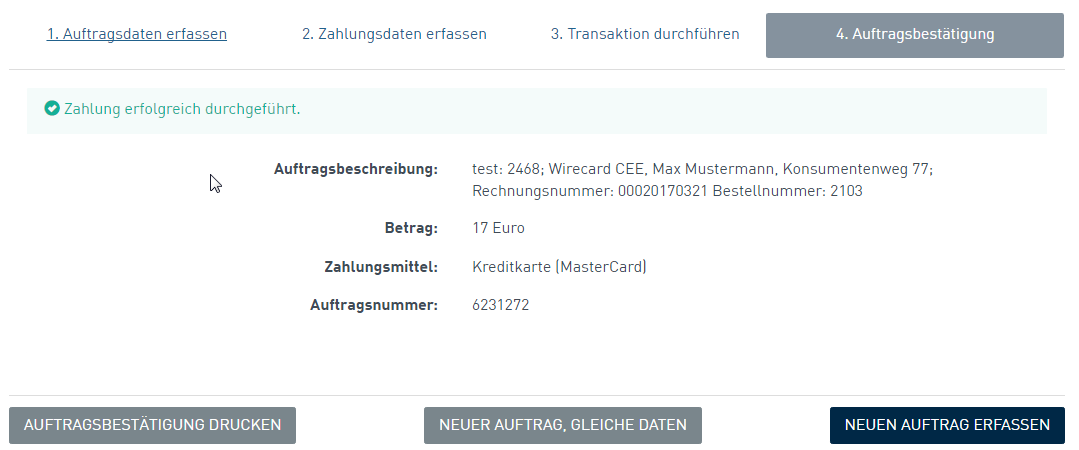 1. Auftragsdaten erfassen 2. Zahlungsdaten erfassen 3. Transaktion durchführen 4. Auftragsbestätigung
Zahlung erfolgreich durchgeführt.
Auftragsbeschreibung: test: 2468; Wirecard CEE, Max Mustermann, Konsumentenweg 77;
Rechnungsnummer: 00020170321 Bestellnummer: 2103
Betrag: 17 Euro
Zahlungsmittel: Kreditkarte (MasterCard)
Auftragsnummer: 6231272
AUFTRAGSBESTÄTIGUNG DRUCKEN NEUER AUFTRAG, GLEICHE DATEN NEUEN AUFTRAG ERFASSEN